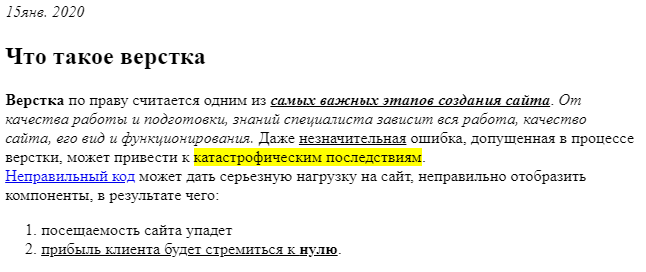 15янв. 2020
Что такое верстка
Верстка по праву считается одним из самых важных этапов создания сайта. От
качества работы и подготовки, знаний специалиста зависит вся работа, качество
сайта, его вид и функционирования. Даже незначительная ошибка, допущенная в процессе
верстки, может привести к катастрофическим последствиям.
Неправильный код может дать серьезную нагрузку на сайт, неправильно отобразить
компоненты, в результате чего:
1. посещаемость сайта упадет
2. прибыль клиента будет стремиться к нулю.